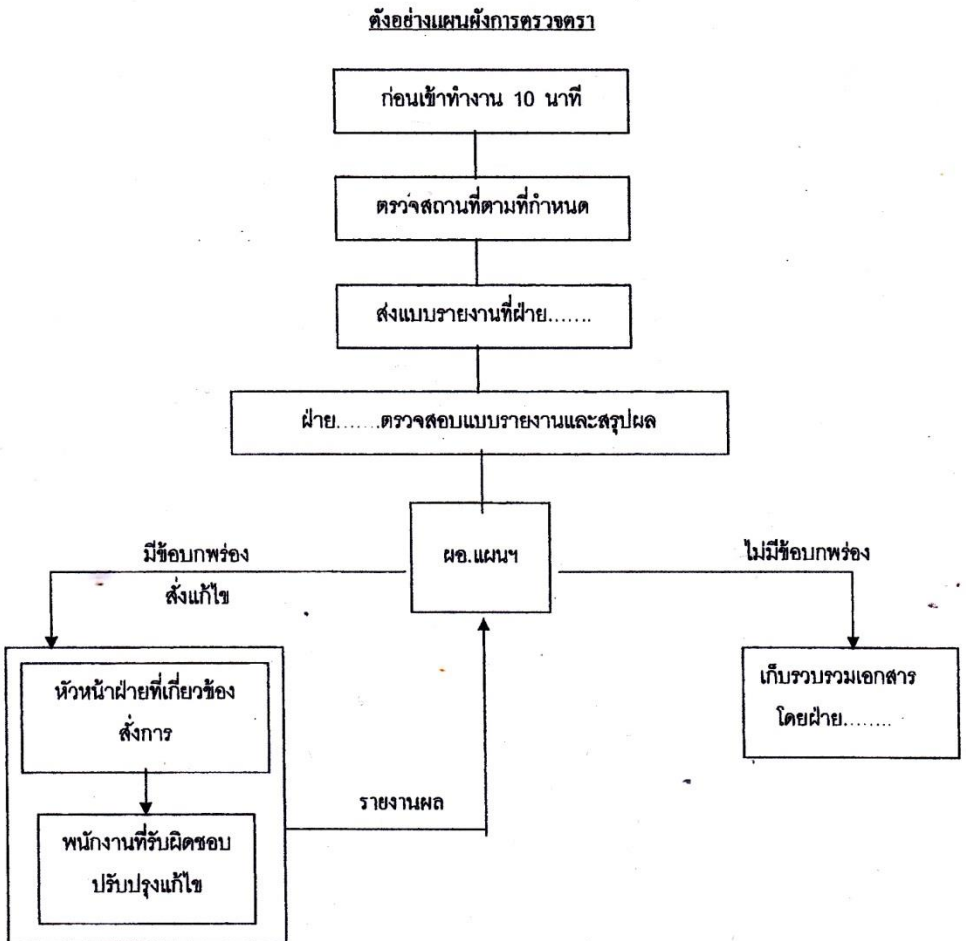 ตัวอย่างแผนผังการตรวจตรา
ก่อนเข้าทำงาน 10 นาที
ตรวจสถานที่ตามที่กำหนด
ส่งแบบรายงานที่ฝ่าย.......
ฝ่าย.......ตรวจสอบแบบรายงานและสรุปผล
ผอ.แผนฯ
มีข้อบกพร่อง
สั่งแก้ไข
ไม่มีข้อบกพร่อง
หัวหน้าฝ่ายที่เกี่ยวข้อง
สั่งการ
พนักงานที่รับผิดชอบ
ปรับปรุงแก้ไข
รายงานผล
เก็บรวบรวมเอกสาร
โดยฝ่าย........